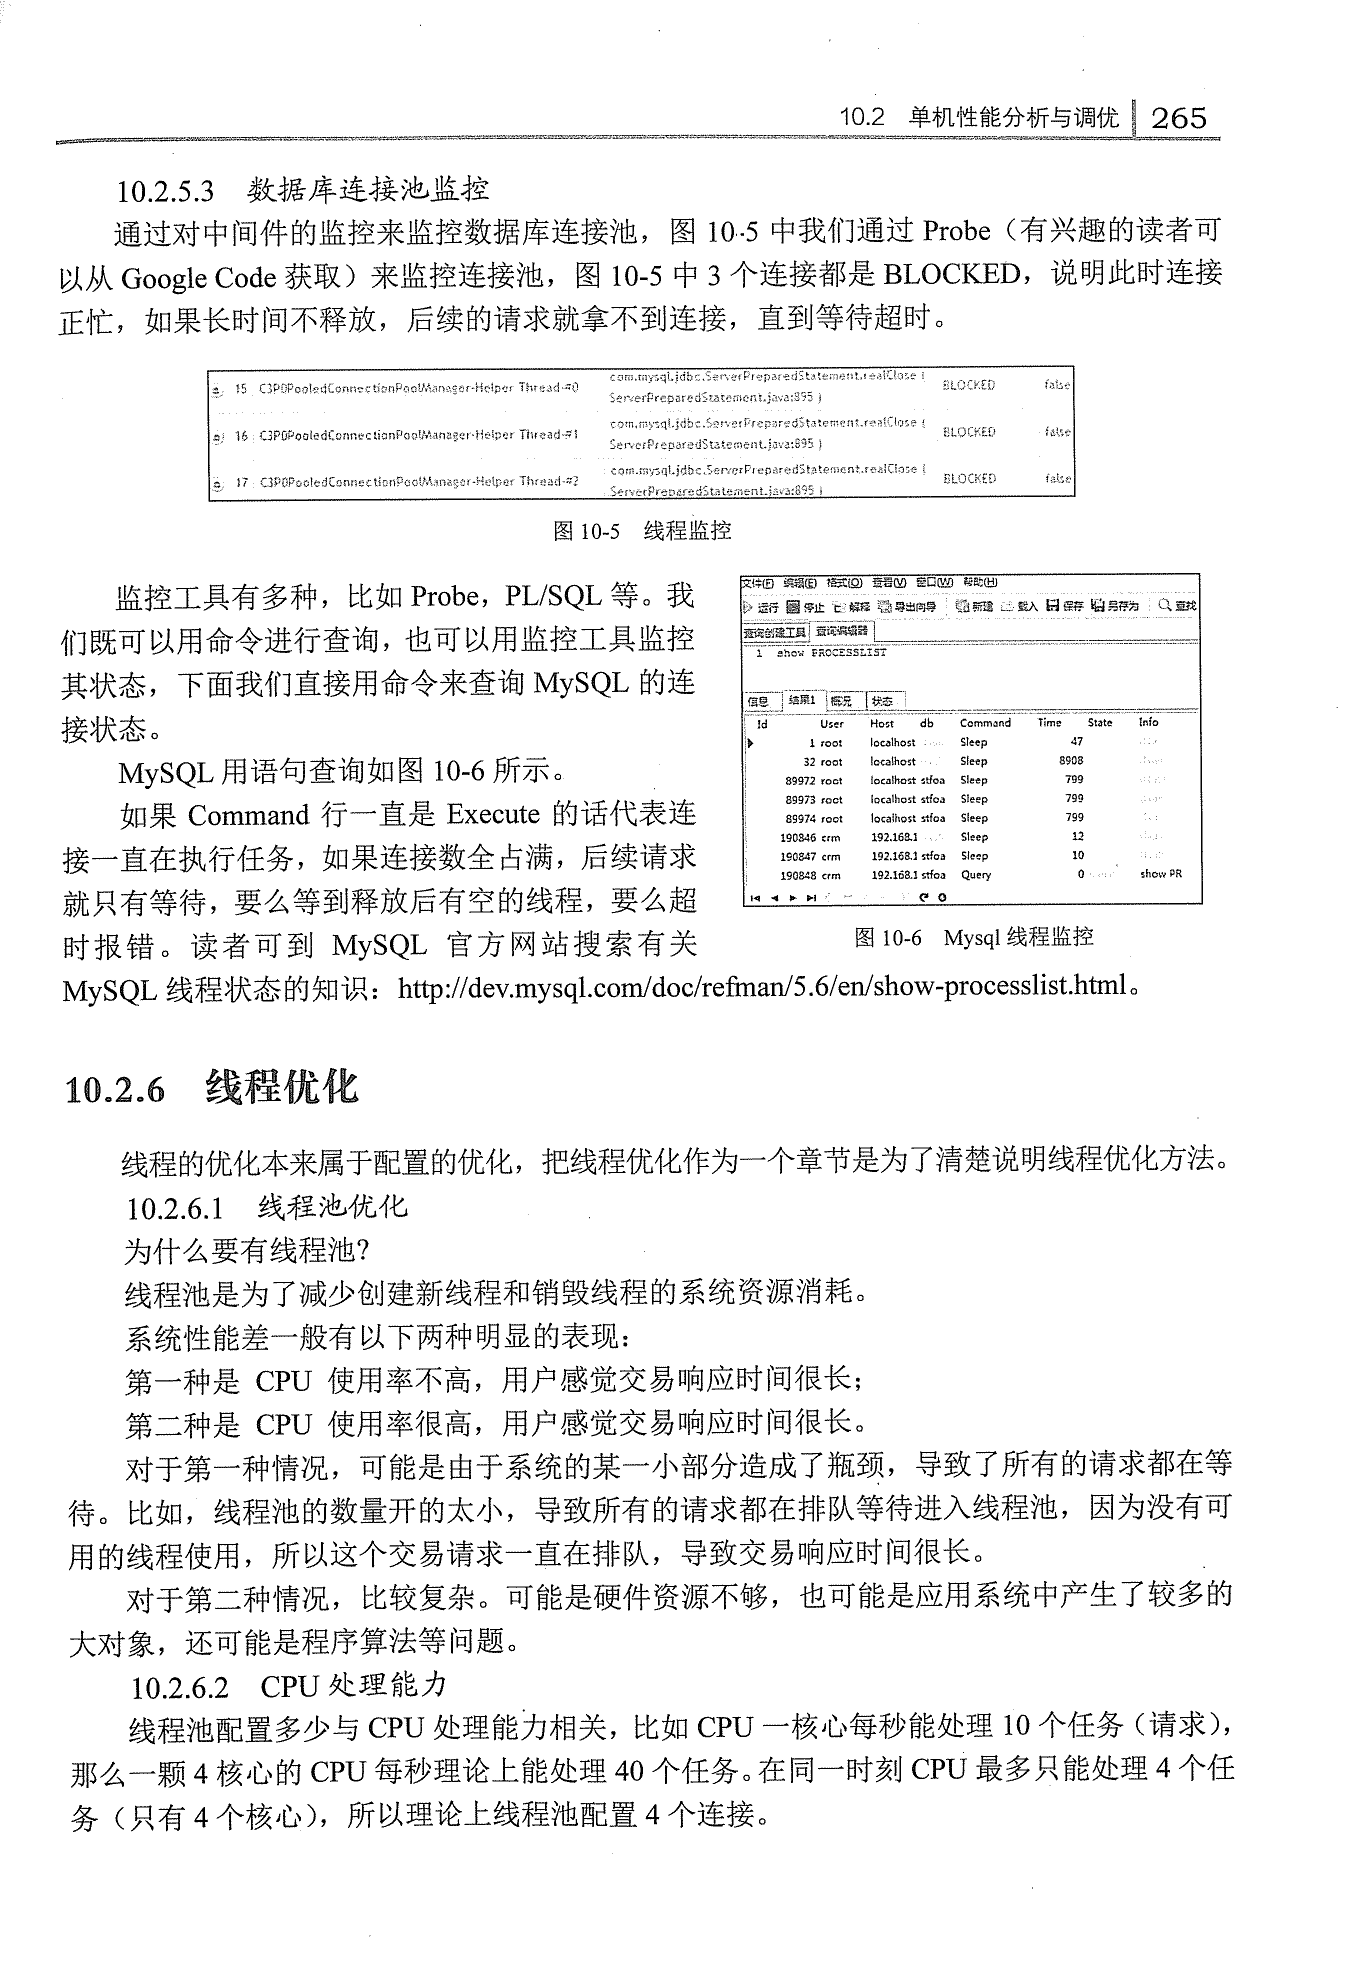 10.2 单机性能分析与调优 265
10.2.5.3 数据库连接池监控
通过对中间件的监控来监控数据库连接池，图 10-5 中我们通过 Probe（有兴趣的读者可
以从 Google Code 获取）来监控连接池，图 10-5 中 3 个连接都是 BLOCKED，说明此时连接
正忙，如果长时间不释放，后续的请求就拿不到连接，直到等待超时。
15 C3P0PooledConnectionPoolManager-Helper Thread-#0 com.mysql.jdbc.ServerPreparedStatement.realClose ( BLOCKED false
ServerPreparedStatement.java:895 )
16 C3P0PooledConnectionPoolManager-Helper Thread-#1 com.mysql.jdbc.ServerPreparedStatement.realClose ( BLOCKED false
ServerPreparedStatement.java:895 )
17 C3P0PooledConnectionPoolManager-Helper Thread-#2 com.mysql.jdbc.ServerPreparedStatement.realClose ( BLOCKED false
ServerPreparedStatement.java:895 )
图 10-5 线程监控
监控工具有多种，比如 Probe，PL/SQL 等。我
们既可以用命令进行查询，也可以用监控工具监控
其状态，下面我们直接用命令来查询 MySQL 的连
接状态。
MySQL 用语句查询如图 10-6 所示。
如果 Command 行一直是 Execute 的话代表连
接一直在执行任务，如果连接数全占满，后续请求
就只有等待，要么等到释放后有空的线程，要么超
时报错。读者可到 MySQL 官方网站搜索有关
MySQL 线程状态的知识：http://dev.mysql.com/doc/refman/5.6/en/show-processlist.html。
文件(F) 编辑(E) 格式(O) 查看(V) 窗口(W) 帮助(H)
运行 停止 解释 导出向导 新建 载入 保存 另存为 查找
查询创建工具 查询编辑器
1 show PROCESSLIST
信息 结果1 概况 状态
Id User Host db Command Time State Info
1 root localhost Sleep 47
32 root localhost Sleep 8908
89972 root localhost stfoa Sleep 799
89973 root localhost stfoa Sleep 799
89974 root localhost stfoa Sleep 799
190846 crm 192.168.1 Sleep 12
190847 crm 192.168.1 stfoa Sleep 10
190848 crm 192.168.1 stfoa Query 0 show PR
图 10-6 Mysql 线程监控
10.2.6 线程优化
线程的优化本来属于配置的优化，把线程优化作为一个章节是为了清楚说明线程优化方法。
10.2.6.1 线程池优化
为什么要有线程池?
线程池是为了减少创建新线程和销毁线程的系统资源消耗。
系统性能差一般有以下两种明显的表现：
第一种是 CPU 使用率不高，用户感觉交易响应时间很长；
第二种是 CPU 使用率很高，用户感觉交易响应时间很长。
对于第一种情况，可能是由于系统的某一小部分造成了瓶颈，导致了所有的请求都在等
待。比如，线程池的数量开的太小，导致所有的请求都在排队等待进入线程池，因为没有可
用的线程使用，所以这个交易请求一直在排队，导致交易响应时间很长。
对于第二种情况，比较复杂。可能是硬件资源不够，也可能是应用系统中产生了较多的
大对象，还可能是程序算法等问题。
10.2.6.2 CPU 处理能力
线程池配置多少与 CPU 处理能力相关，比如 CPU 一核心每秒能处理 10 个任务（请求），
那么一颗 4 核心的 CPU 每秒理论上能处理 40 个任务。在同一时刻 CPU 最多只能处理 4 个任
务（只有 4 个核心），所以理论上线程池配置 4 个连接。